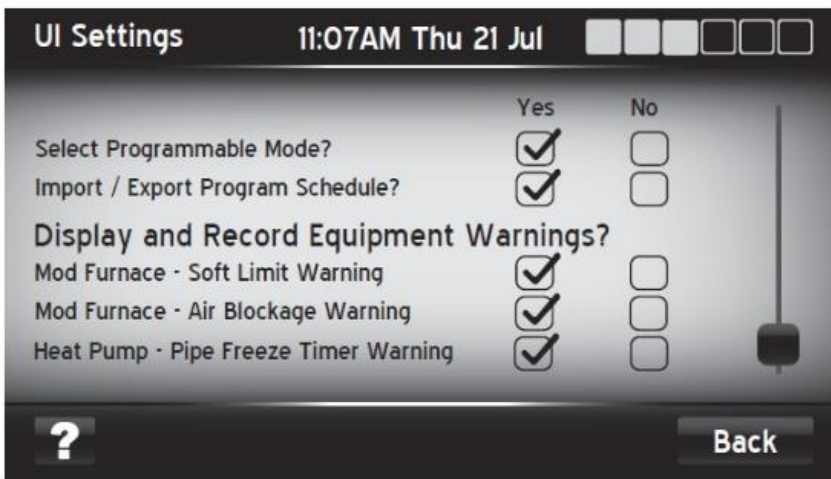 UI Settings 11:07AM Thu 21 Jul
Yes No
Select Programmable Mode?
Import / Export Program Schedule?
Display and Record Equipment Warnings?
Mod Furnace - Soft Limit Warning
Mod Furnace - Air Blockage Warning
Heat Pump - Pipe Freeze Timer Warning
? Back